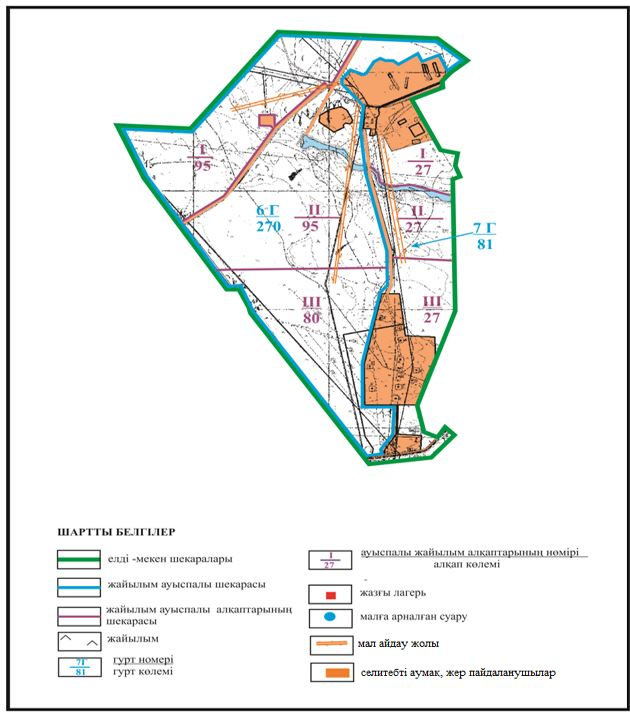 I
95
I
27
6 Г
270
II
95
II
27
7 Г
81
III
80
III
27
ШАРТТЫ БЕЛГІЛЕР
елді -мекен шекаралары
жайылым ауыспалы шекарасы
жайылым ауыспалы алқаптарының
шекарасы
жайылым
7Г
81
гурт номері
гурт көлемі
I
27
ауыспалы жайылым алқаптарының нөмірі
алқап көлемі
жазғы лагерь
малға арналған суару
мал айдау жолы
селитебті аумақ, жер пайдаланушылар